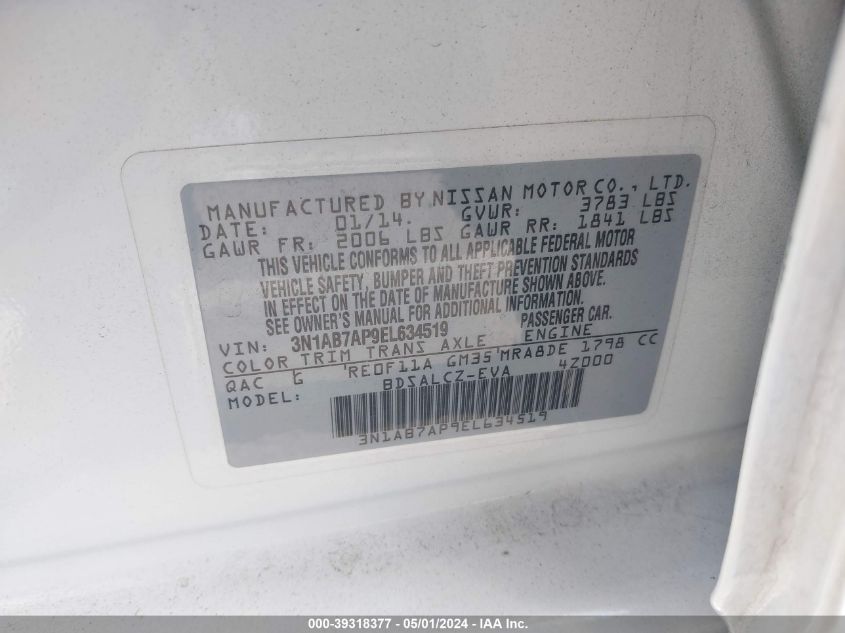 MANUFACTURED BY NISSAN MOTOR CO., LTD.
DATE: 01/14. GVWR: 3783 LBS
GAWR FR: 2006 LBS GAWR RR: 1841 LBS
THIS VEHICLE CONFORMS TO ALL APPLICABLE FEDERAL MOTOR
VEHICLE SAFETY, BUMPER AND THEFT PREVENTION STANDARDS
IN EFFECT ON THE DATE OF MANUFACTURE SHOWN ABOVE.
SEE OWNER'S MANUAL FOR ADDITIONAL INFORMATION.
VIN: 3N1AB7AP9EL634519 PASSENGER CAR.
COLOR TRIM TRANS AXLE ENGINE
QAC G RE0F11A GM35 MRA8DE 1798 CC
MODEL: BDSALCZ-EVA 42000
3N1AB7AP9EL634519
000-39318377 - 05/01/2024 - IAA Inc.